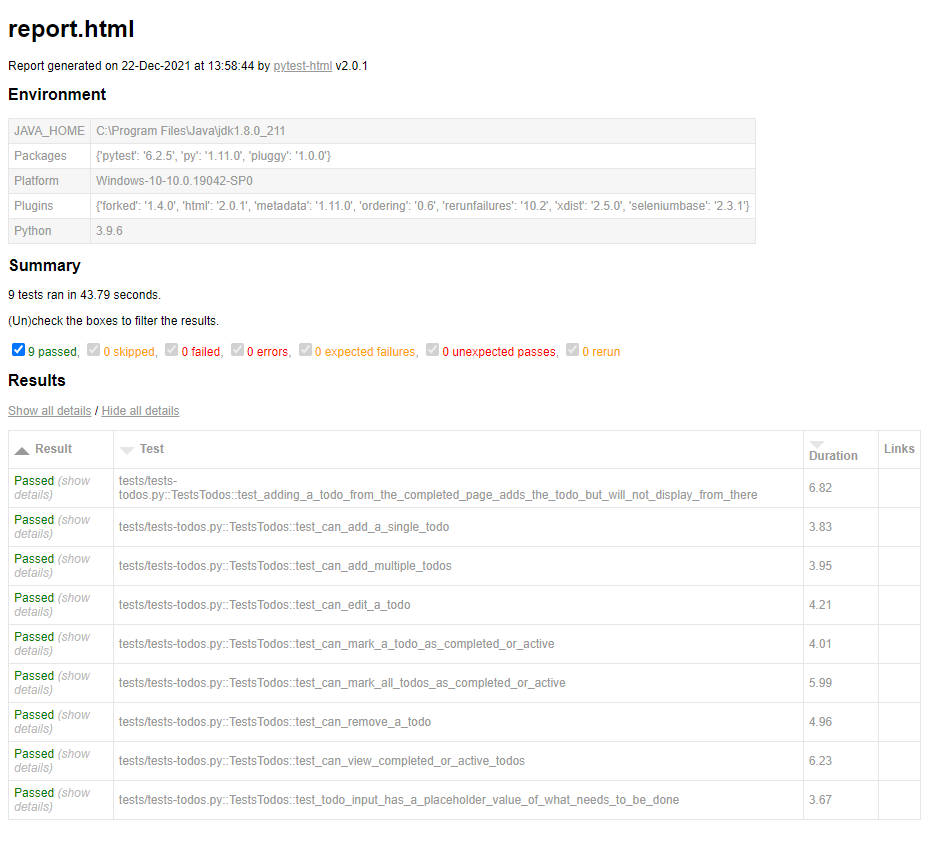 report.html
Report generated on 22-Dec-2021 at 13:58:44 by pytest-html v2.0.1
Environment
JAVA_HOME C:\Program Files\Java\jdk1.8.0_211
Packages {'pytest': '6.2.5', 'py': '1.11.0', 'pluggy': '1.0.0'}
Platform Windows-10-10.0.19042-SP0
Plugins {'forked': '1.4.0', 'html': '2.0.1', 'metadata': '1.11.0', 'ordering': '0.6', 'rerunfailures': '10.2', 'xdist': '2.5.0', 'seleniumbase': '2.3.1'}
Python 3.9.6
Summary
9 tests ran in 43.79 seconds.
(Un)check the boxes to filter the results.
9 passed, 0 skipped, 0 failed, 0 errors, 0 expected failures, 0 unexpected passes, 0 rerun
Results
Show all details / Hide all details
Result Test Duration Links
Passed (show details) tests/tests-
todos.py::TestsTodos::test_adding_a_todo_from_the_completed_page_adds_the_todo_but_will_not_display_from_there 6.82
Passed (show details) tests/tests-todos.py::TestsTodos::test_can_add_a_single_todo 3.83
Passed (show details) tests/tests-todos.py::TestsTodos::test_can_add_multiple_todos 3.95
Passed (show details) tests/tests-todos.py::TestsTodos::test_can_edit_a_todo 4.21
Passed (show details) tests/tests-todos.py::TestsTodos::test_can_mark_a_todo_as_completed_or_active 4.01
Passed (show details) tests/tests-todos.py::TestsTodos::test_can_mark_all_todos_as_completed_or_active 5.99
Passed (show details) tests/tests-todos.py::TestsTodos::test_can_remove_a_todo 4.96
Passed (show details) tests/tests-todos.py::TestsTodos::test_can_view_completed_or_active_todos 6.23
Passed (show details) tests/tests-todos.py::TestsTodos::test_todo_input_has_a_placeholder_value_of_what_needs_to_be_done 3.67